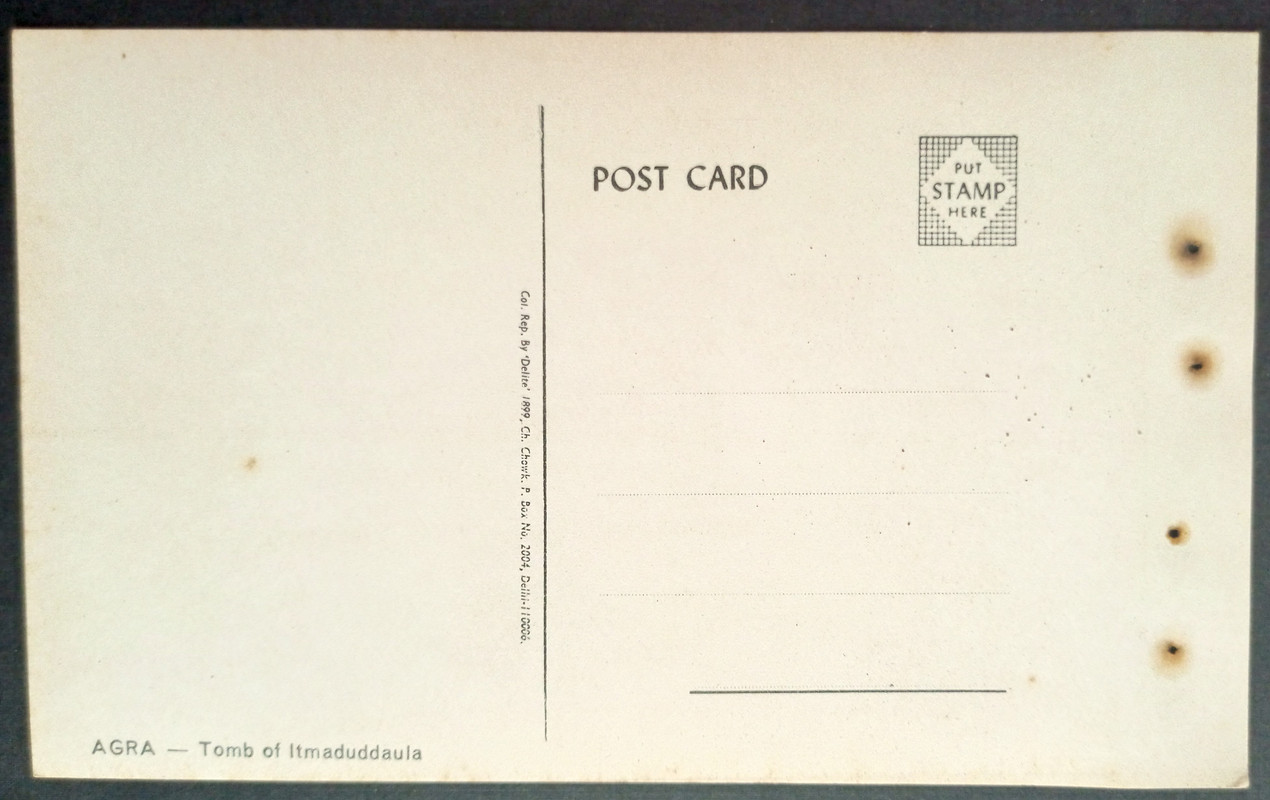 POST CARD
PUT
STAMP
HERE
Col. Rep. By 'Delite' 1899, Ch. Chowk. P. Box No. 2004, Delhi-110006.
AGRA — Tomb of Itmaduddaula